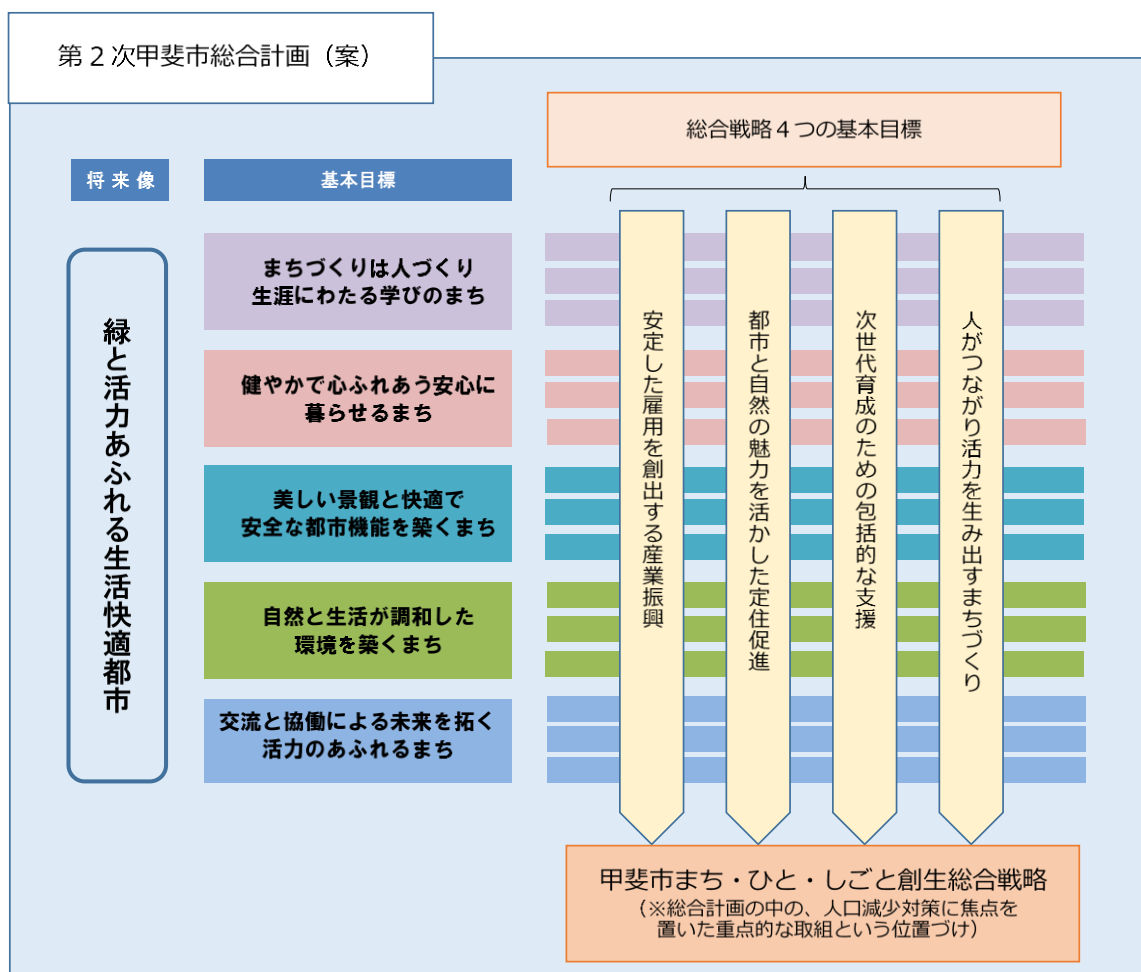 第２次甲斐市総合計画（案）
総合戦略４つの基本目標
将来像
基本目標
緑と活力あふれる生活快適都市
まちづくりは人づくり
生涯にわたる学びのまち
健やかで心ふれあう安心に
暮らせるまち
美しい景観と快適で
安全な都市機能を築くまち
自然と生活が調和した
環境を築くまち
交流と協働による未来を拓く
活力のあふれるまち
安定した雇用を創出する産業振興
都市と自然の魅力を活かした定住促進
次世代育成のための包括的な支援
人がつながり活力を生み出すまちづくり
甲斐市まち・ひと・しごと創生総合戦略
（※総合計画の中の、人口減少対策に焦点を
置いた重点的な取組という位置づけ）